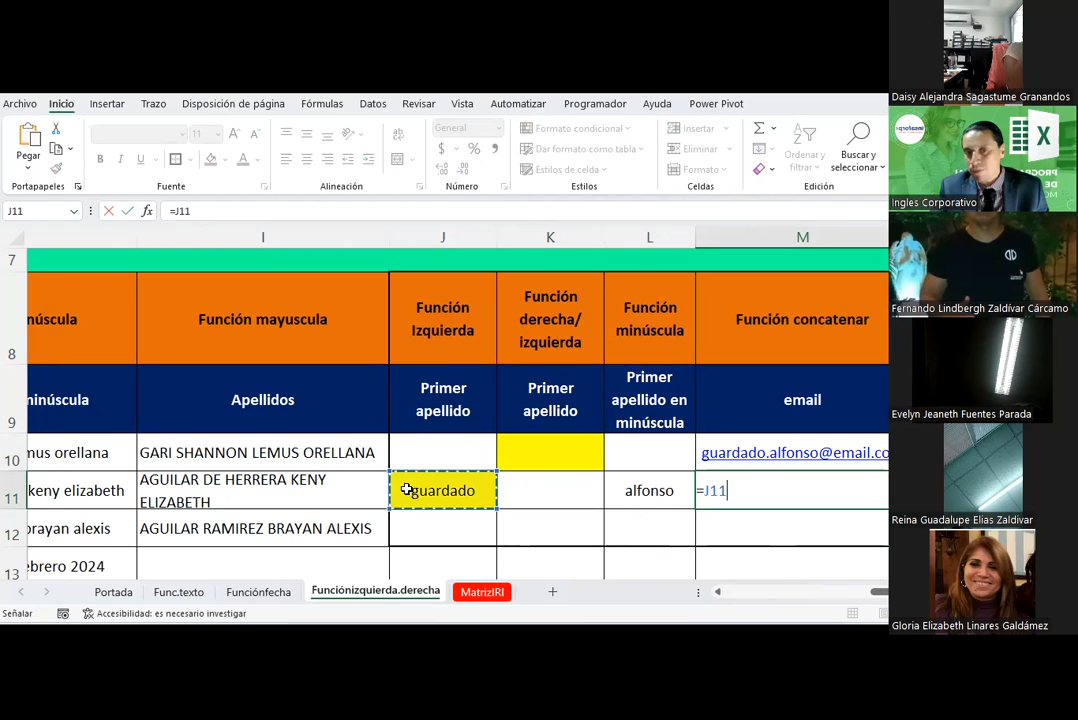 Archivo Inicio Insertar Trazo Disposición de página Fórmulas Datos Revisar Vista Automatizar Programador Ayuda Power Pivot
Pegar
Portapapeles
11
N K S
Fuente
Alineación
General
$ % 000
Número
Formato condicional
Dar formato como tabla
Estilos de celda
Estilos
Insertar
Eliminar
Formato
Celdas
Ordenar y
filtrar
Buscar y
seleccionar
Edición
J11
fx
=J11
I J K L M
7
8
núscula
Función mayuscula
Función
Izquierda
Función
derecha/
izquierda
Función
minúscula
Función concatenar
9
ninúscula
Apellidos
Primer
apellido
Primer
apellido
Primer
apellido en
minúscula
email
10
mus orellana
GARI SHANNON LEMUS ORELLANA
guardado.alfonso@email.co
11
keny elizabeth
AGUILAR DE HERRERA KENY
ELIZABETH
guardado
alfonso
=J11
12
brayan alexis
AGUILAR RAMIREZ BRAYAN ALEXIS
13
ebrero 2024
Portada Func.texto Funciónfecha Funciónizquierda.derecha MatrizIRI
Señalar
Accesibilidad: es necesario investigar
Daisy Alejandra Sagastume Granandos
Ingles Corporativo
Fernando Lindbergh Zaldívar Cárcamo
Evelyn Jeaneth Fuentes Parada
Reina Guadalupe Elias Zaldivar
Gloria Elizabeth Linares Galdámez